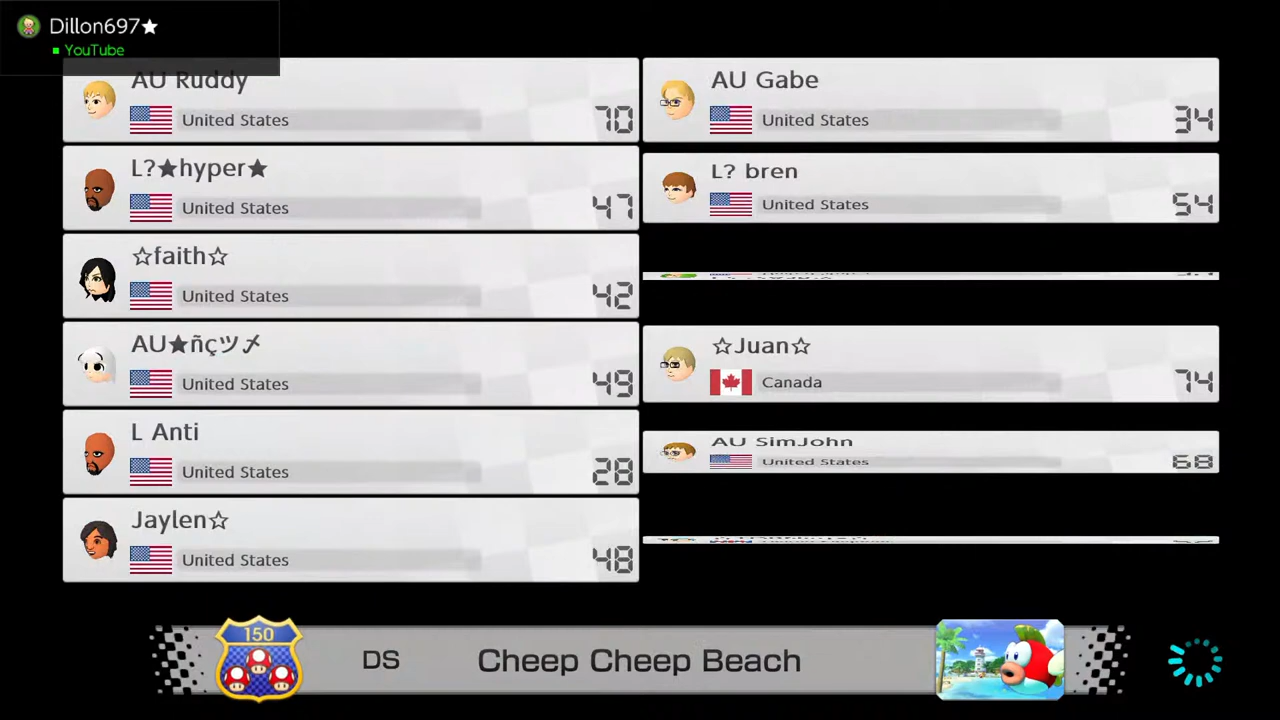 Dillon697★
YouTube
AU Ruddy
United States
70
L?★hyper★
United States
47
☆faith☆
United States
42
AU★ñçツメ
United States
49
L Anti
United States
28
Jaylen☆
United States
48
AU Gabe
United States
34
L? bren
United States
54
☆Juan☆
Canada
74
AU SimJohn
United States
68
150
DS
Cheep Cheep Beach